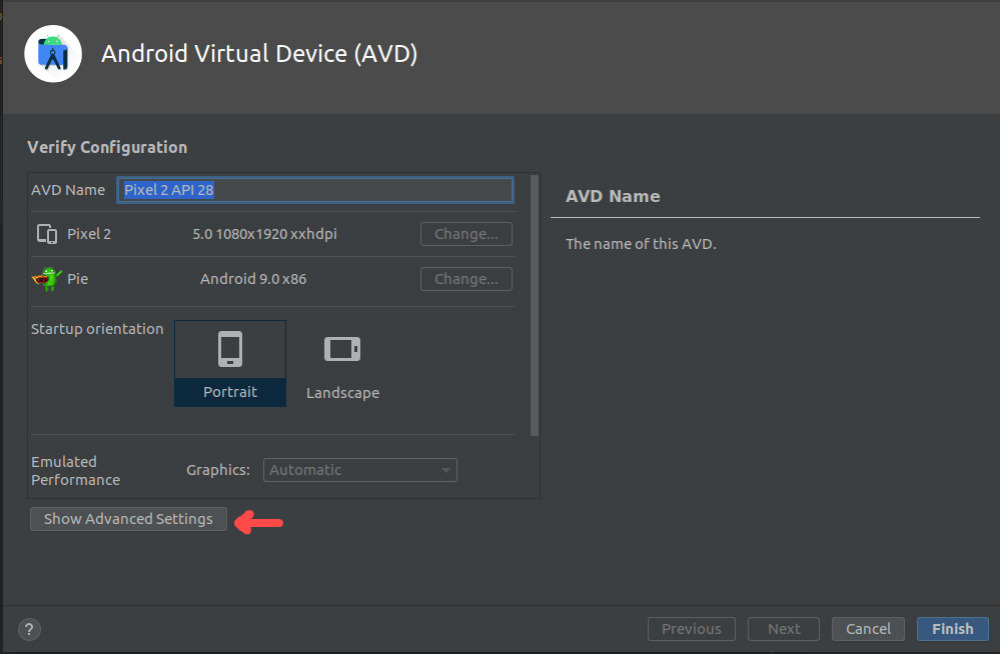 Android Virtual Device (AVD)
Verify Configuration
AVD Name Pixel 2 API 28
Pixel 2 5.0 1080x1920 xxhdpi Change...
Pie Android 9.0 x86 Change...
Startup orientation
Portrait Landscape
Emulated
Performance
Graphics: Automatic
Show Advanced Settings
AVD Name
The name of this AVD.
? Previous Next Cancel Finish